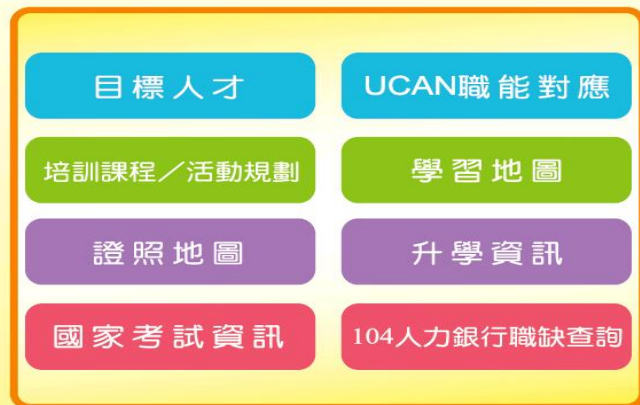 目標人才
UCAN職能對應
培訓課程／活動規劃
學習地圖
證照地圖
升學資訊
國家考試資訊
104人力銀行職缺查詢